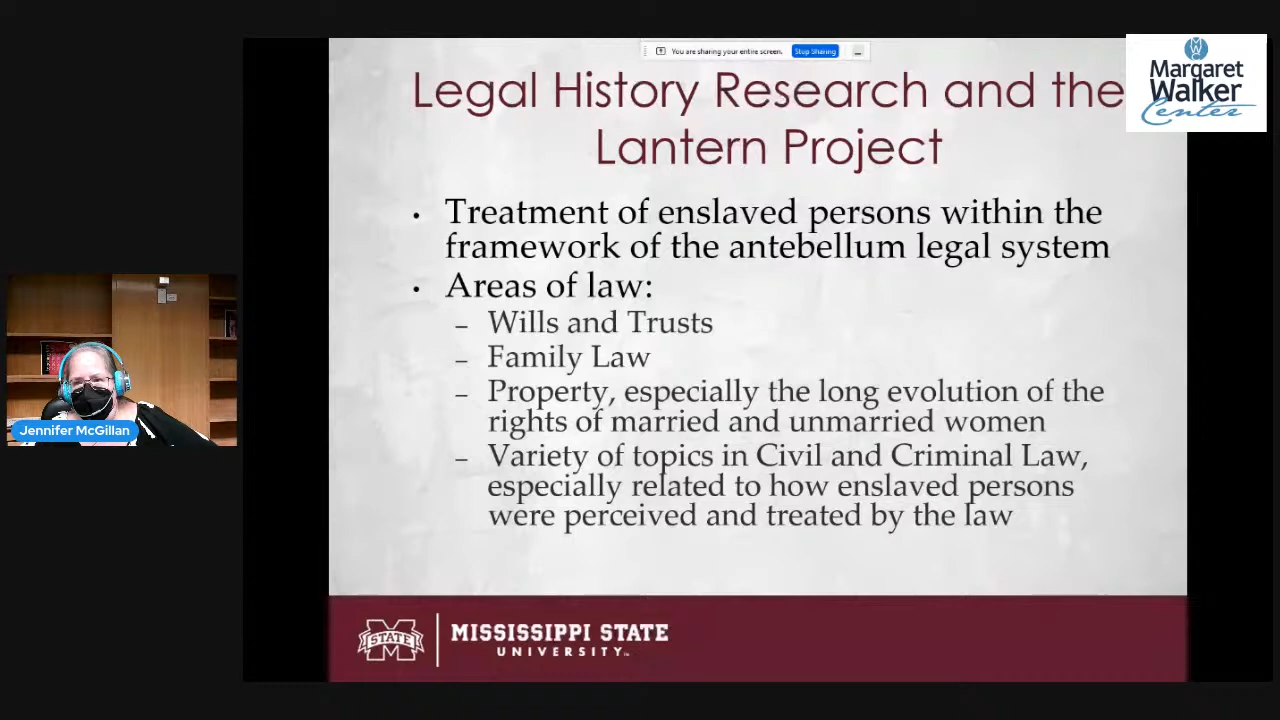 You are sharing your entire screen. Stop Sharing
Margaret
Walker
Center
Legal History Research and the
Lantern Project
• Treatment of enslaved persons within the
framework of the antebellum legal system
• Areas of law:
– Wills and Trusts
– Family Law
– Property, especially the long evolution of the
rights of married and unmarried women
– Variety of topics in Civil and Criminal Law,
especially related to how enslaved persons
were perceived and treated by the law
Jennifer McGillan
STATE
MISSISSIPPI STATE
UNIVERSITY™